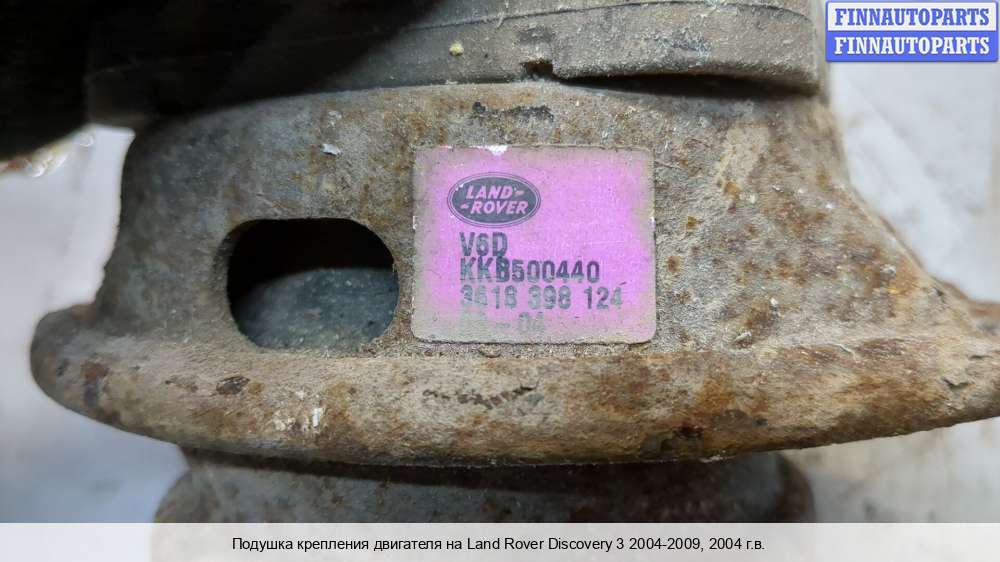 FINNAUTOPARTS
FINNAUTOPARTS
LAND-
-ROVER
V6D
KKB500440
398 124
- 04
Подушка крепления двигателя на Land Rover Discovery 3 2004-2009, 2004 г.в.